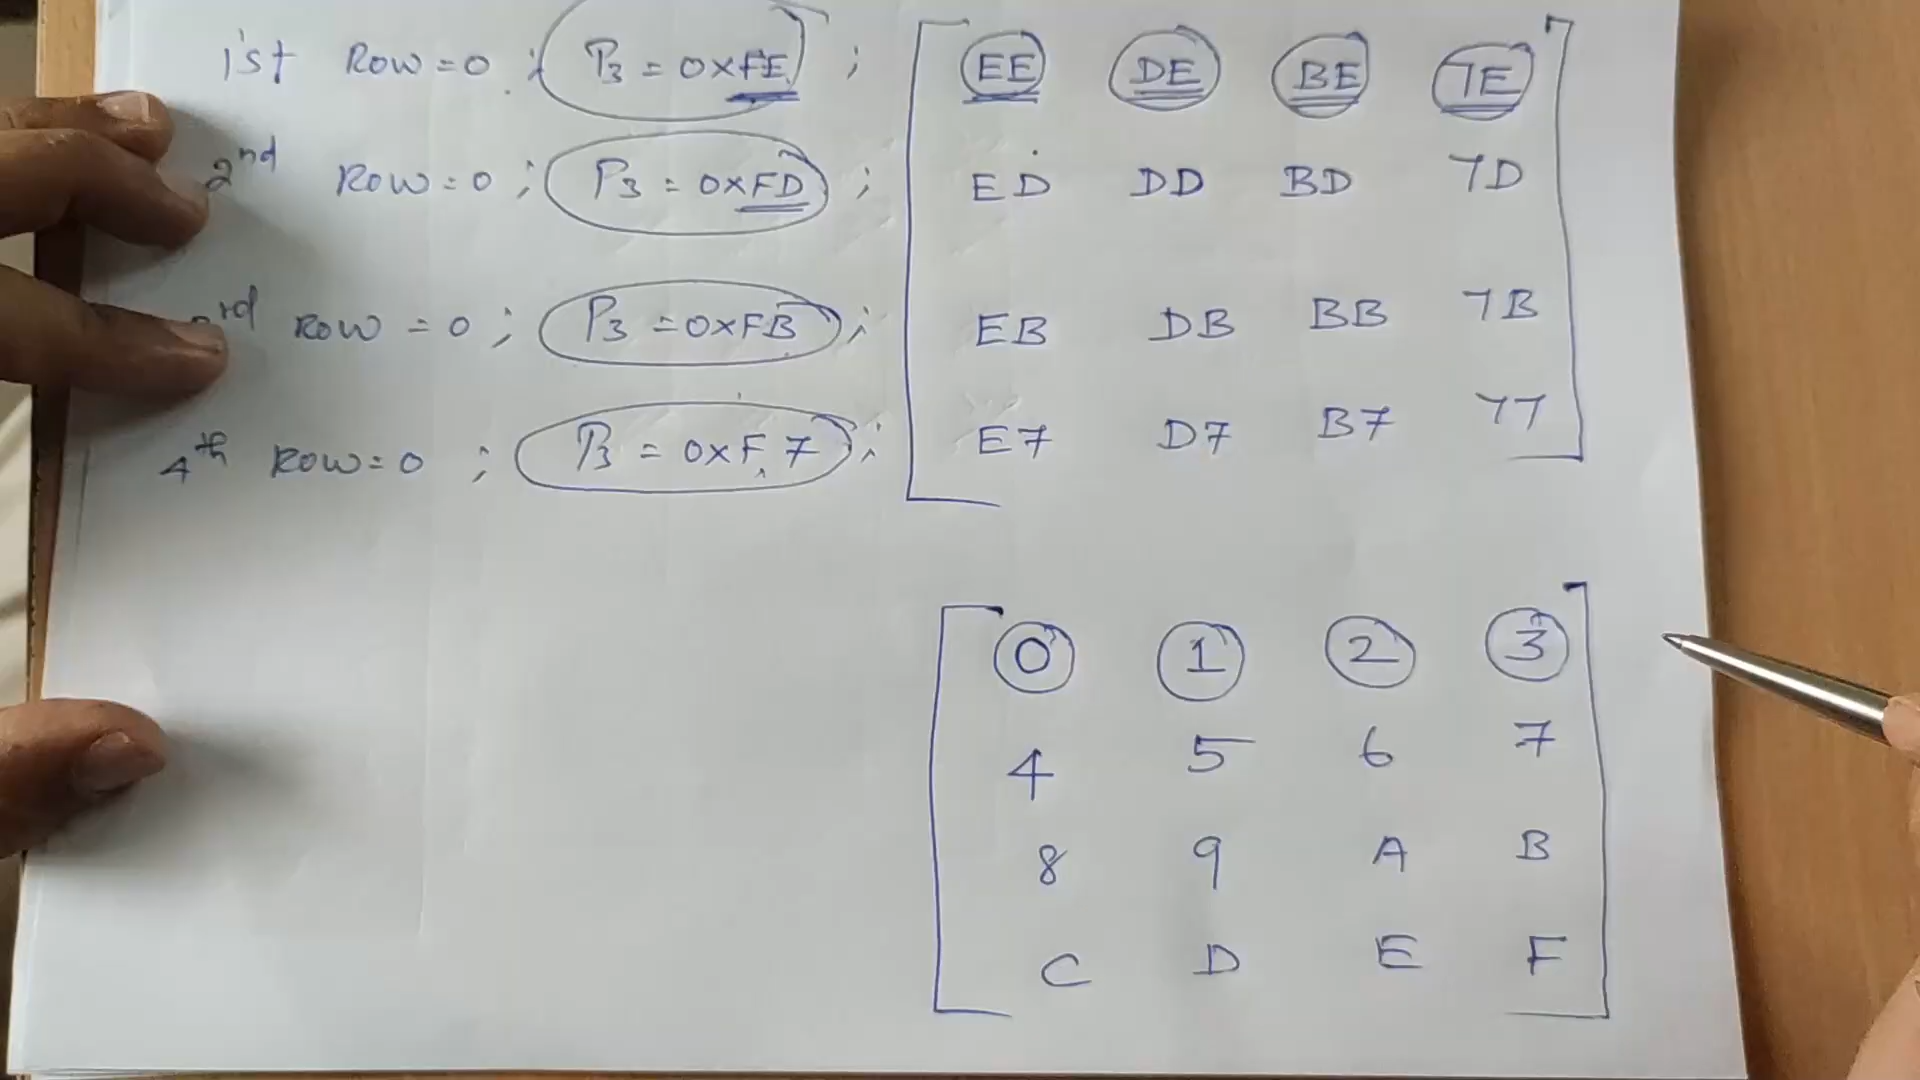 1'st Row=0 ; P3 = 0xFE ; EE DE BE 7E
2nd Row=0 ; P3 = 0xFD ; ED DD BD 7D
rd Row = 0 ; P3 = 0xFB ; EB DB BB 7B
4th Row=0 ; P3 = 0xF7 ; E7 D7 B7 77
0 1 2 3
4 5 6 7
8 9 A B
C D E F